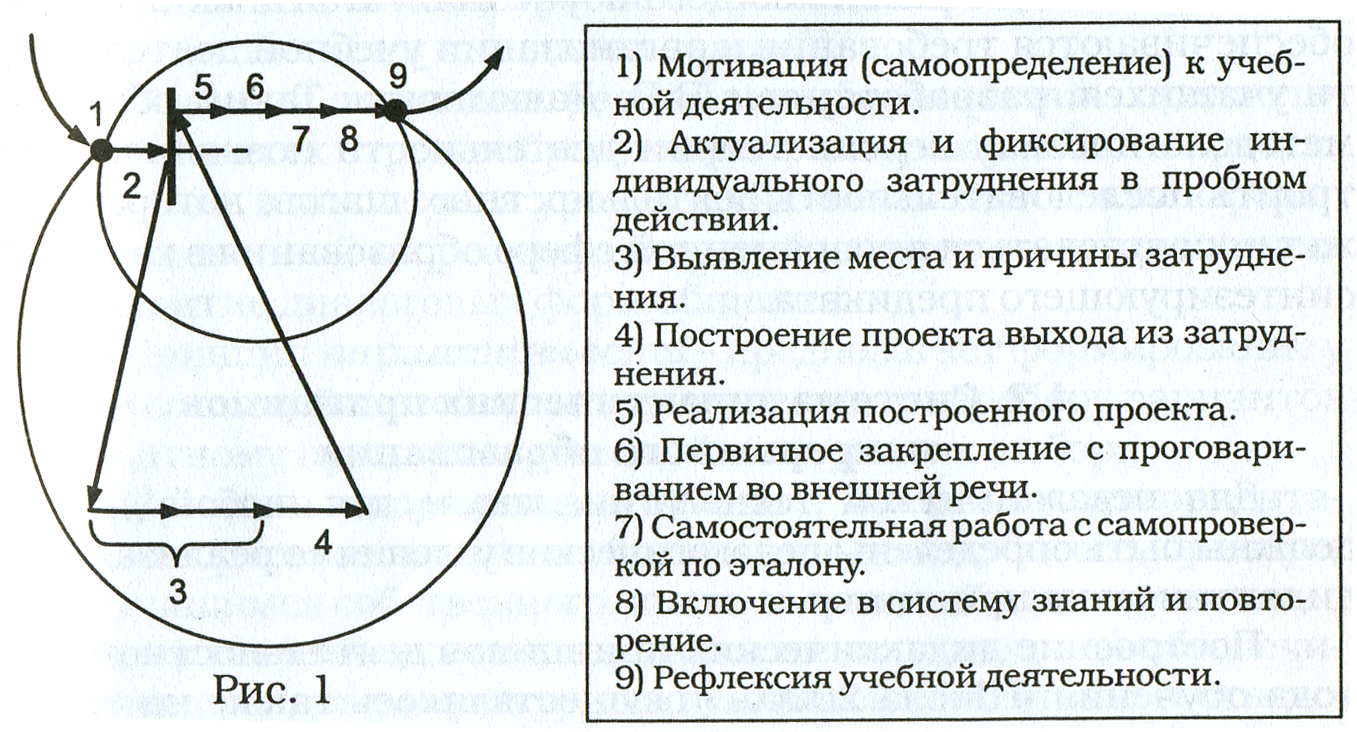 1
2
5
6
7
8
9
3
4
Рис. 1
1) Мотивация (самоопределение) к учеб-
ной деятельности.
2) Актуализация и фиксирование ин-
дивидуального затруднения в пробном
действии.
3) Выявление места и причины затрудне-
ния.
4) Построение проекта выхода из затруд-
нения.
5) Реализация построенного проекта.
6) Первичное закрепление с проговари-
ванием во внешней речи.
7) Самостоятельная работа с самопровер-
кой по эталону.
8) Включение в систему знаний и повто-
рение.
9) Рефлексия учебной деятельности.